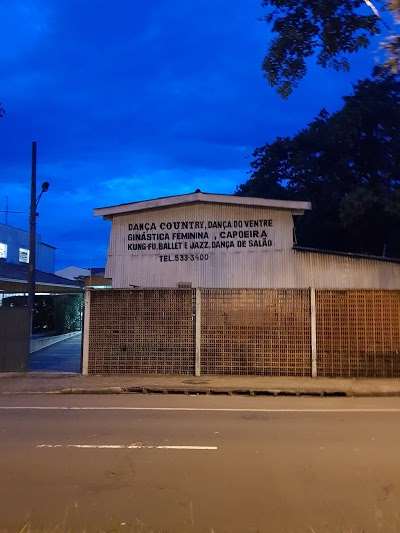 DANÇA COUNTRY, DANÇA DO VENTRE
GINÁSTICA FEMININA , CAPOEIRA
KUNG-FU, BALLET E JAZZ, DANÇA DE SALÃO
TEL.533-3400